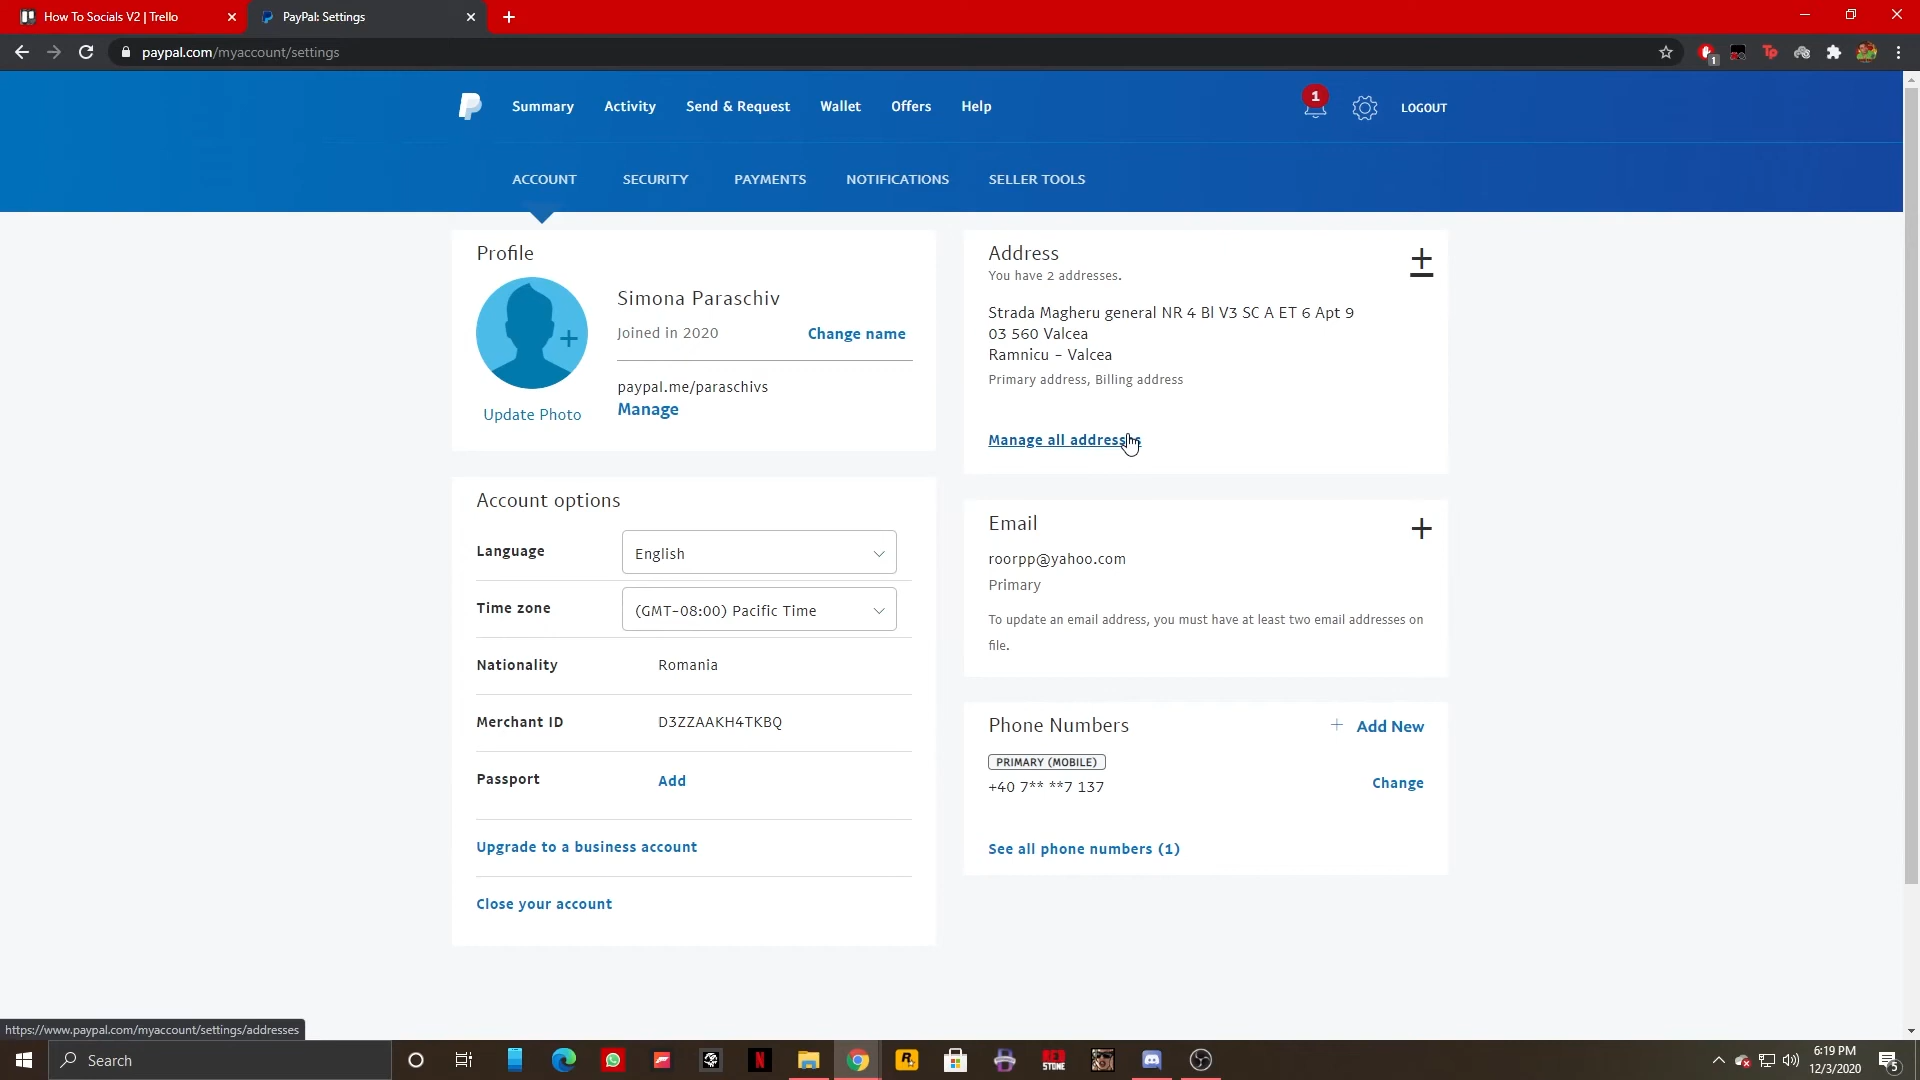 How To Socials V2 | Trello
PayPal: Settings
paypal.com/myaccount/settings
1
Summary
Activity
Send & Request
Wallet
Offers
Help
1
LOGOUT
ACCOUNT
SECURITY
PAYMENTS
NOTIFICATIONS
SELLER TOOLS
Profile
Simona Paraschiv
Joined in 2020
Change name
paypal.me/paraschivs
Manage
Update Photo
Account options
Language
English
Time zone
(GMT-08:00) Pacific Time
Nationality
Romania
Merchant ID
D3ZZAAKH4TKBQ
Passport
Add
Upgrade to a business account
Close your account
Address
You have 2 addresses.
Strada Magheru general NR 4 Bl V3 SC A ET 6 Apt 9
03 560 Valcea
Ramnicu - Valcea
Primary address, Billing address
Manage all addresses
Email
roorpp@yahoo.com
Primary
To update an email address, you must have at least two email addresses on
file.
Phone Numbers
+ Add New
PRIMARY (MOBILE)
+40 7** **7 137
Change
See all phone numbers (1)
https://www.paypal.com/myaccount/settings/addresses
Search
RED
STONE
6:19 PM
12/3/2020
5